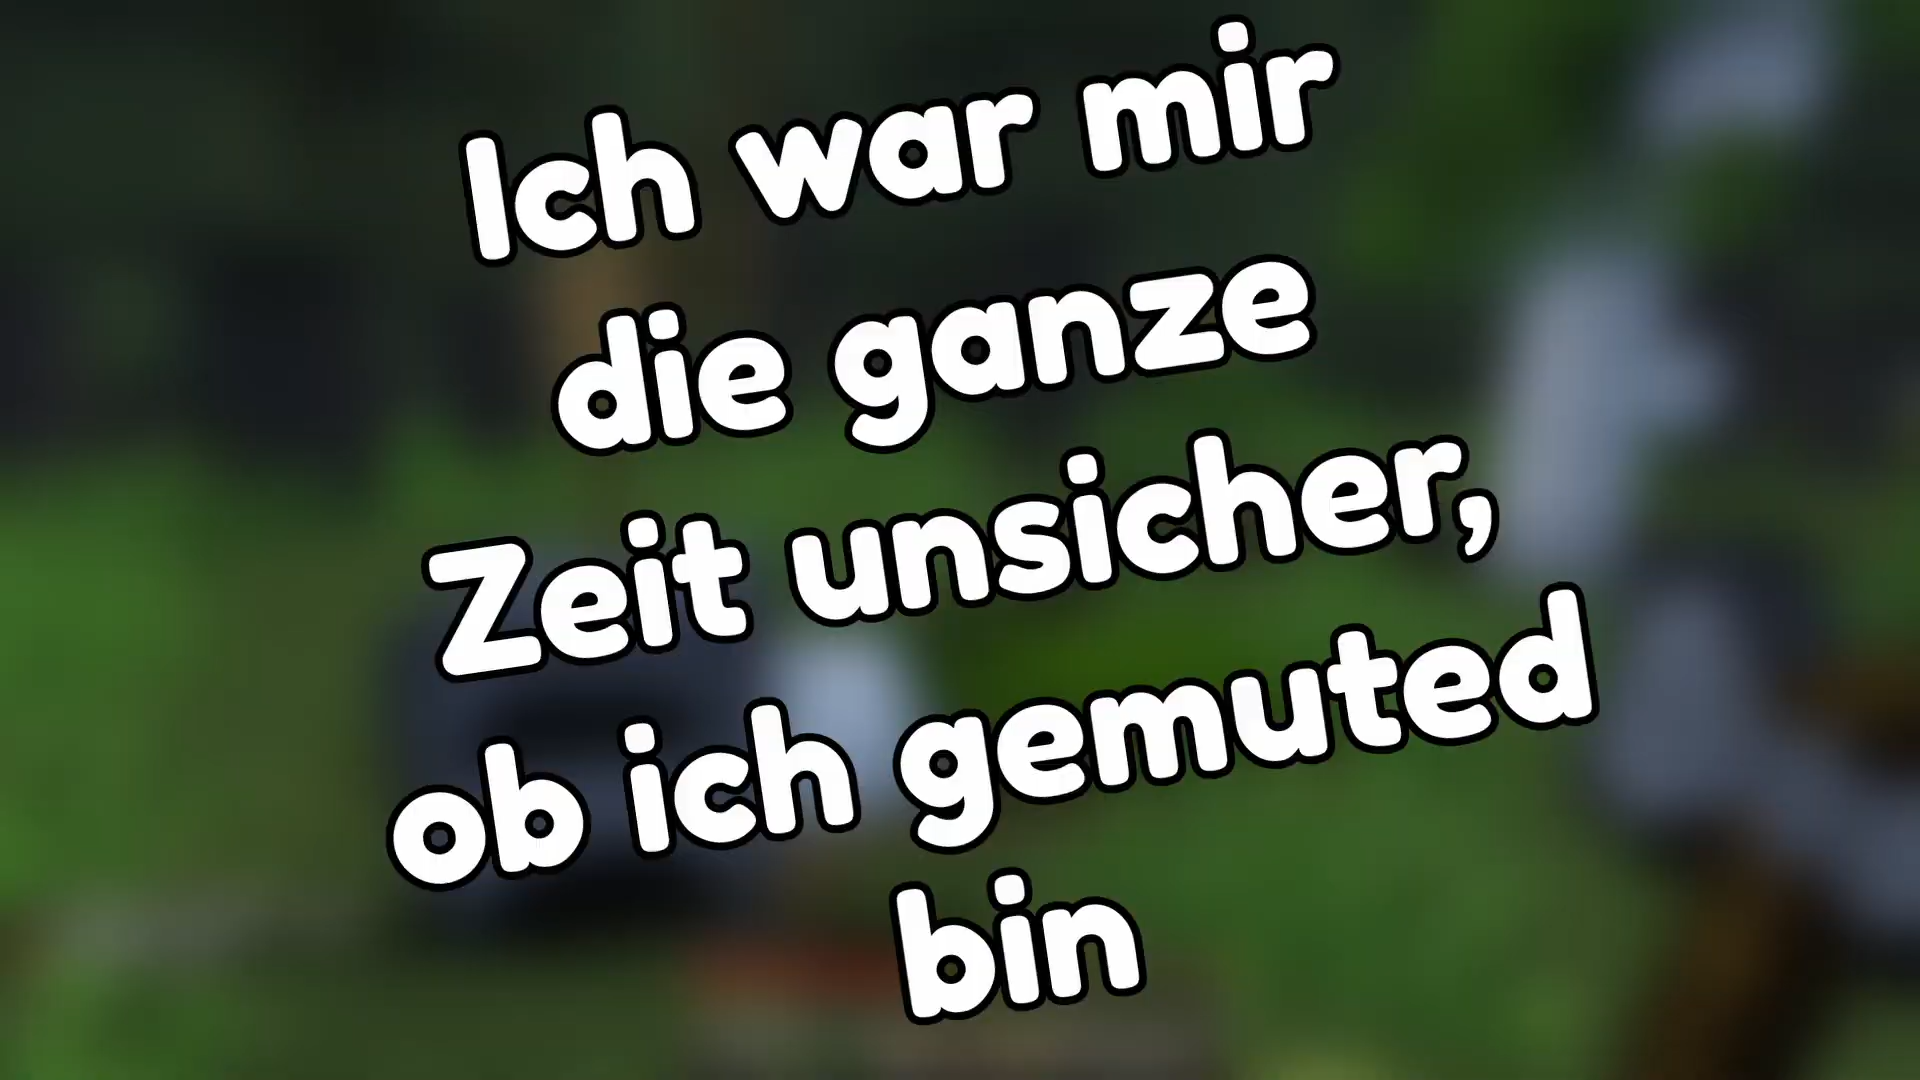 Ich war mir
die ganze
Zeit unsicher,
ob ich gemuted
bin